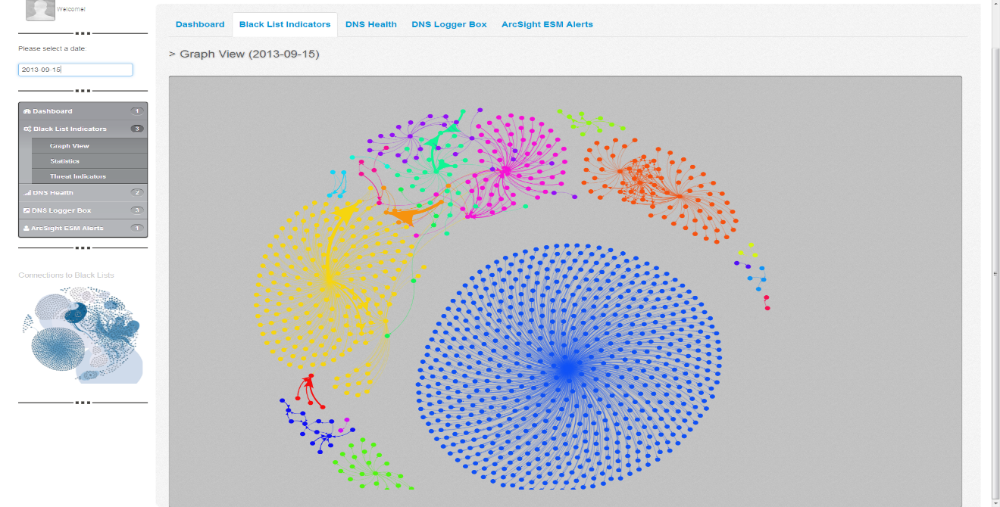 Welcome!
Please select a date:
2013-09-15
Dashboard 1
Black List Indicators 3
Graph View
Statistics
Threat Indicators
DNS Health 2
DNS Logger Box 3
ArcSight ESM Alerts 1
Connections to Black Lists
Dashboard Black List Indicators DNS Health DNS Logger Box ArcSight ESM Alerts
> Graph View (2013-09-15)